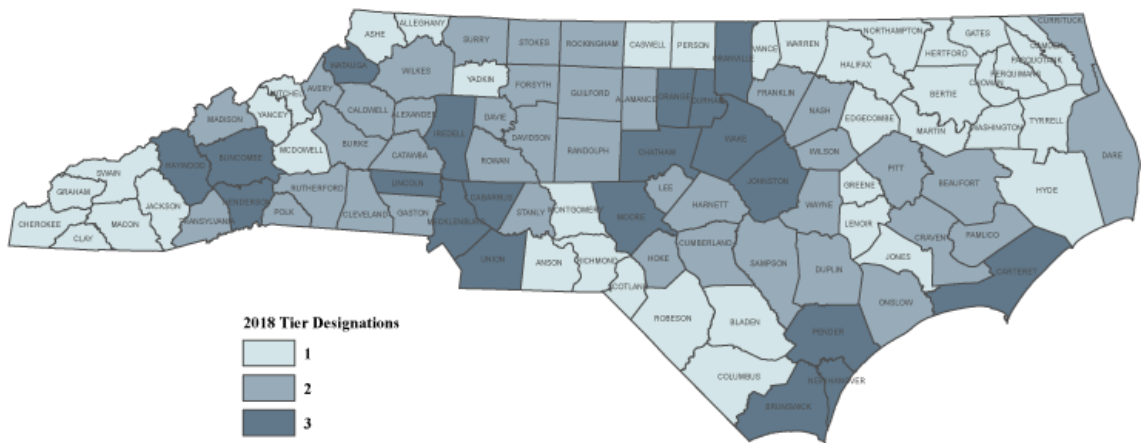 ASHE
ALLEGHANY
SURRY
STOKES
ROCKINGHAM
CASWELL
PERSON
VANCE
WARREN
NORTHAMPTON
GATES
CURRITUCK
CAMDEN
HERTFORD
PASQUOTANK
PERQUIMANS
CHOWAN
HALIFAX
BERTIE
WATAUGA
WILKES
YADKIN
FORSYTH
GUILFORD
ALAMANCE
ORANGE
DURHAM
GRANVILLE
FRANKLIN
NASH
EDGECOMBE
MARTIN
WASHINGTON
TYRRELL
DARE
MITCHEL
AVERY
CALDWELL
ALEXANDER
IREDELL
DAVIE
DAVIDSON
RANDOLPH
CHATHAM
WAKE
WILSON
MADISON
YANCEY
MCDOWELL
BURKE
CATAWBA
ROWAN
JOHNSTON
GREENE
PITT
BEAUFORT
HYDE
HAYWOOD
BUNCOMBE
SWAIN
GRAHAM
JACKSON
HENDERSON
RUTHERFORD
LINCOLN
CABARRUS
STANLY
MONTGOMERY
MOORE
LEE
HARNETT
WAYNE
LENOIR
CRAVEN
PAMLICO
CHEROKEE
MACON
CLAY
TRANSYLVANIA
POLK
CLEVELAND
GASTON
MECKLENBURG
UNION
ANSON
RICHMOND
SCOTLAND
HOKE
CUMBERLAND
SAMPSON
DUPLIN
JONES
ONSLOW
CARTERET
ROBESON
BLADEN
PENDER
COLUMBUS
BRUNSWICK
NEW HANOVER
2018 Tier Designations
1
2
3